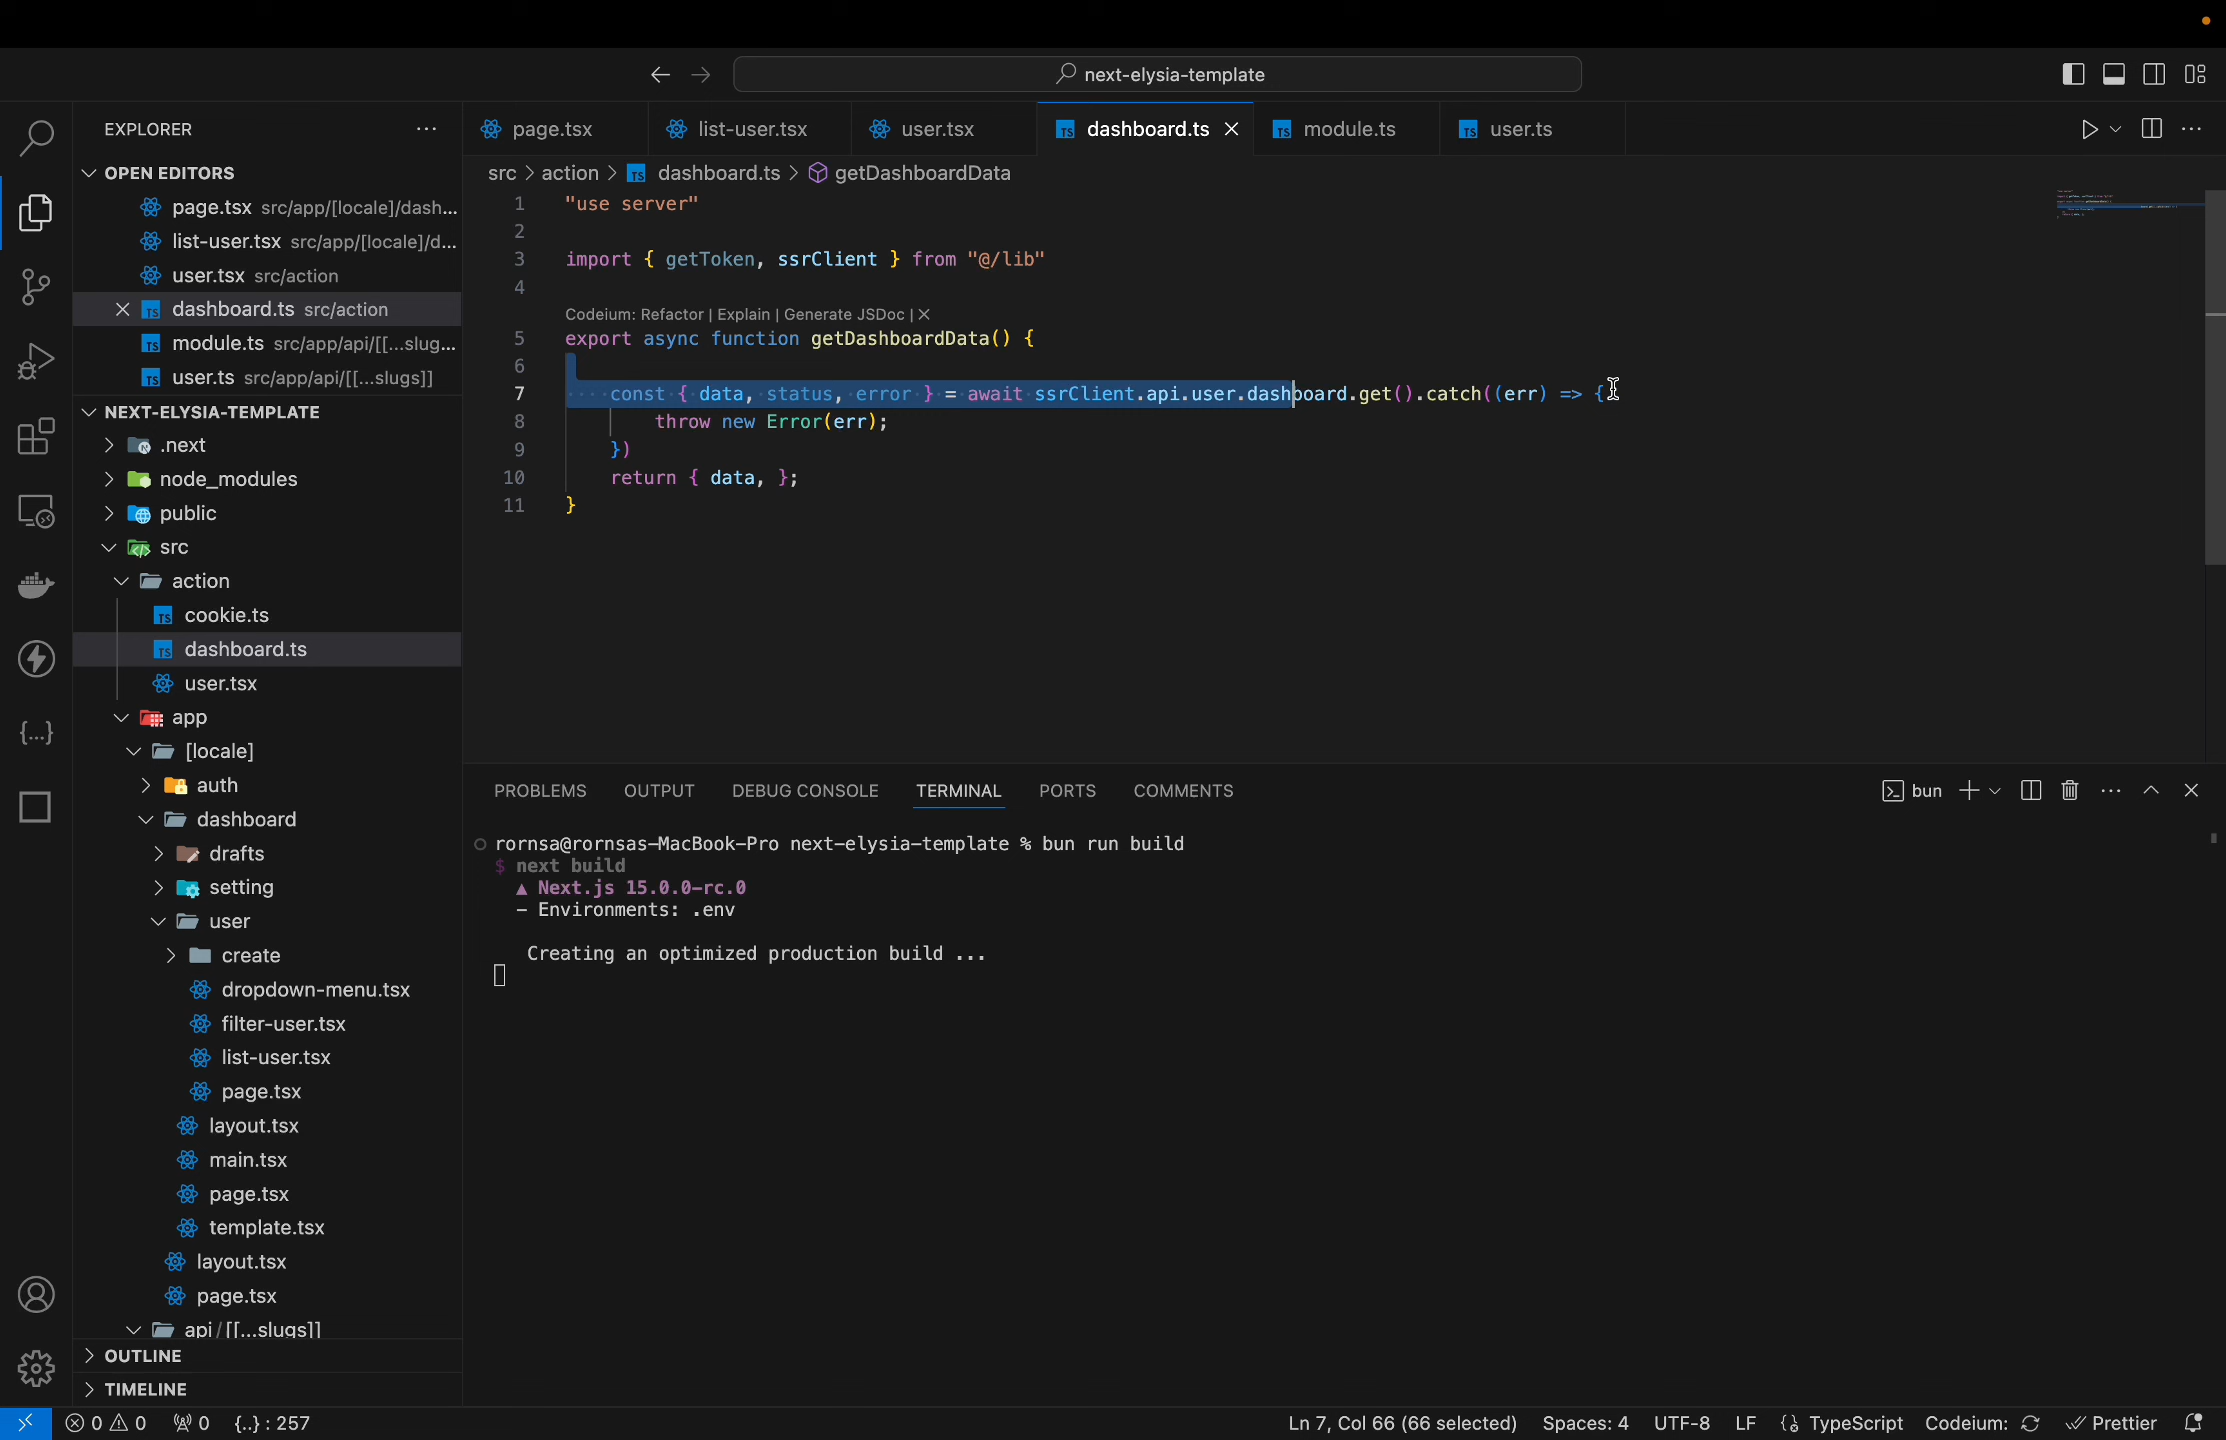 next-elysia-template
EXPLORER
OPEN EDITORS
page.tsx src/app/[locale]/dash...
list-user.tsx src/app/[locale]/d...
user.tsx src/action
dashboard.ts src/action
module.ts src/app/api/[[...slug...
user.ts src/app/api/[[...slugs]]
NEXT-ELYSIA-TEMPLATE
.next
node_modules
public
src
action
cookie.ts
dashboard.ts
user.tsx
app
[locale]
auth
dashboard
drafts
setting
user
create
dropdown-menu.tsx
filter-user.tsx
list-user.tsx
page.tsx
layout.tsx
main.tsx
page.tsx
template.tsx
layout.tsx
page.tsx
api/[[...slugs]]
OUTLINE
TIMELINE
page.tsx list-user.tsx user.tsx dashboard.ts module.ts user.ts
src > action > dashboard.ts > getDashboardData
1 "use server"
2
3 import { getToken, ssrClient } from "@/lib"
4
Codeium: Refactor | Explain | Generate JSDoc | X
5 export async function getDashboardData() {
6
7 const { data, status, error } = await ssrClient.api.user.dashboard.get().catch((err) => {
8 throw new Error(err);
9 })
10 return { data, };
11 }
PROBLEMS OUTPUT DEBUG CONSOLE TERMINAL PORTS COMMENTS
bun
rornsa@rornsas-MacBook-Pro next-elysia-template % bun run build
$ next build
▲ Next.js 15.0.0-rc.0
- Environments: .env
Creating an optimized production build ...
0 0 0 {..} : 257 Ln 7, Col 66 (66 selected) Spaces: 4 UTF-8 LF TypeScript Codeium: Prettier